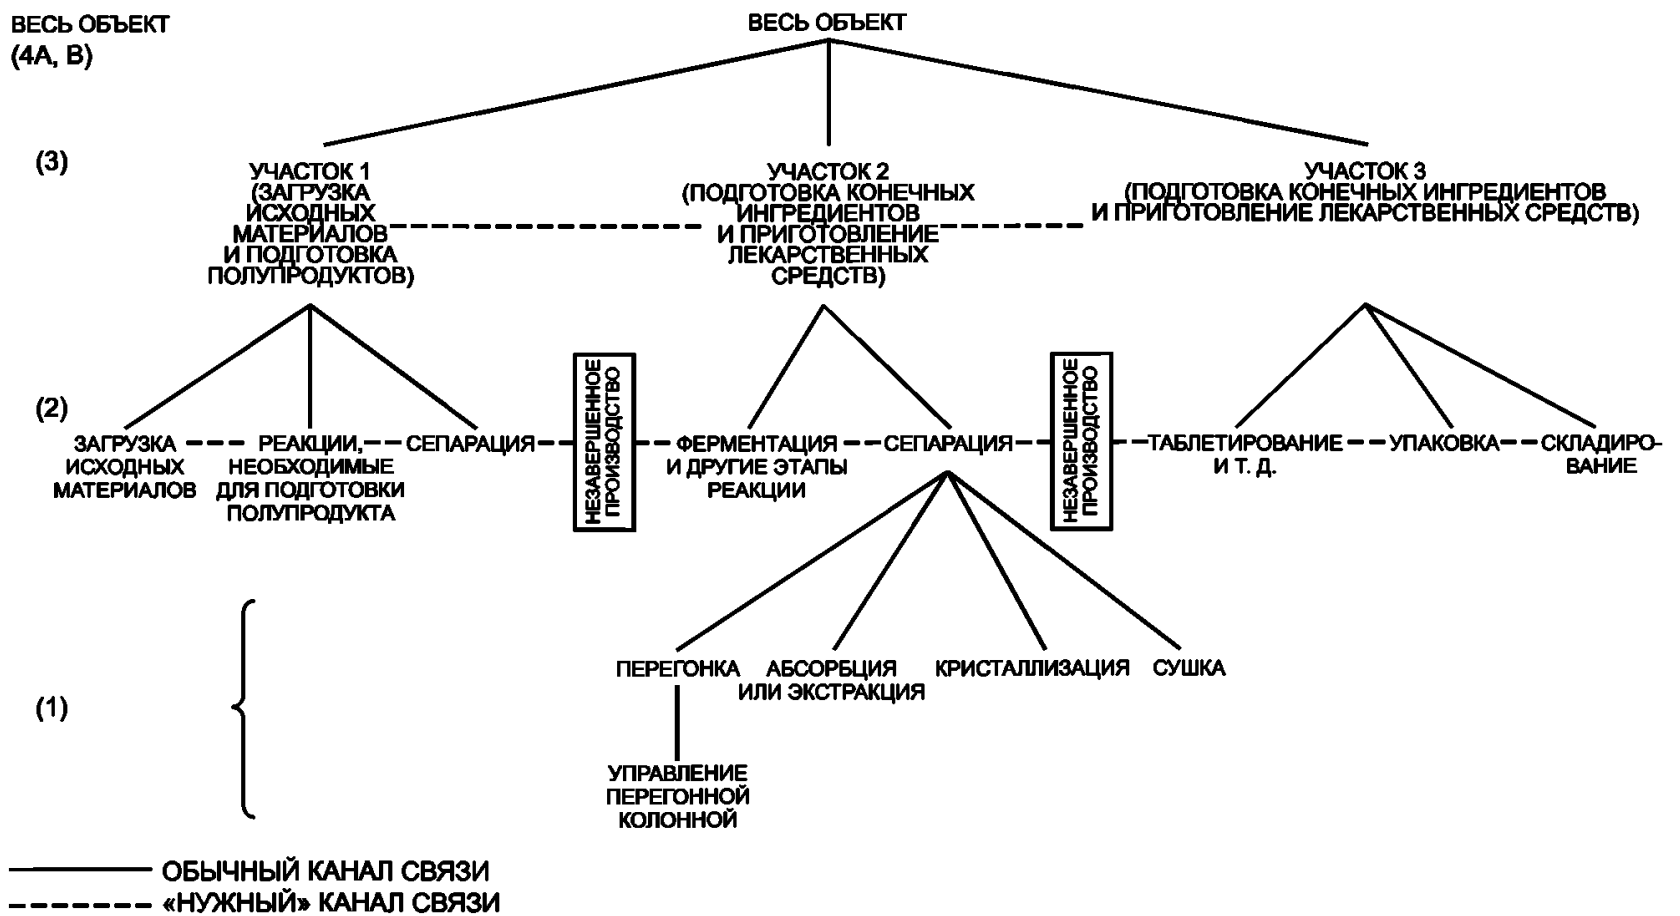 ВЕСЬ ОБЪЕКТ
(4А, В)
ВЕСЬ ОБЪЕКТ
(3)
УЧАСТОК 1
(ЗАГРУЗКА
ИСХОДНЫХ
МАТЕРИАЛОВ
И ПОДГОТОВКА
ПОЛУПРОДУКТОВ)
УЧАСТОК 2
(ПОДГОТОВКА КОНЕЧНЫХ
ИНГРЕДИЕНТОВ
И ПРИГОТОВЛЕНИЕ
ЛЕКАРСТВЕННЫХ
СРЕДСТВ)
УЧАСТОК 3
(ПОДГОТОВКА КОНЕЧНЫХ ИНГРЕДИЕНТОВ
И ПРИГОТОВЛЕНИЕ ЛЕКАРСТВЕННЫХ СРЕДСТВ)
(2)
ЗАГРУЗКА
ИСХОДНЫХ
МАТЕРИАЛОВ
РЕАКЦИИ,
НЕОБХОДИМЫЕ
ДЛЯ ПОДГОТОВКИ
ПОЛУПРОДУКТА
СЕПАРАЦИЯ
НЕЗАВЕРШЕННОЕ
ПРОИЗВОДСТВО
ФЕРМЕНТАЦИЯ
И ДРУГИЕ ЭТАПЫ
РЕАКЦИИ
СЕПАРАЦИЯ
НЕЗАВЕРШЕННОЕ
ПРОИЗВОДСТВО
ТАБЛЕТИРОВАНИЕ
И Т. Д.
УПАКОВКА
СКЛАДИРО-
ВАНИЕ
(1)
ПЕРЕГОНКА
АБСОРБЦИЯ
ИЛИ ЭКСТРАКЦИЯ
КРИСТАЛЛИЗАЦИЯ
СУШКА
УПРАВЛЕНИЕ
ПЕРЕГОННОЙ
КОЛОННОЙ
ОБЫЧНЫЙ КАНАЛ СВЯЗИ
«НУЖНЫЙ» КАНАЛ СВЯЗИ